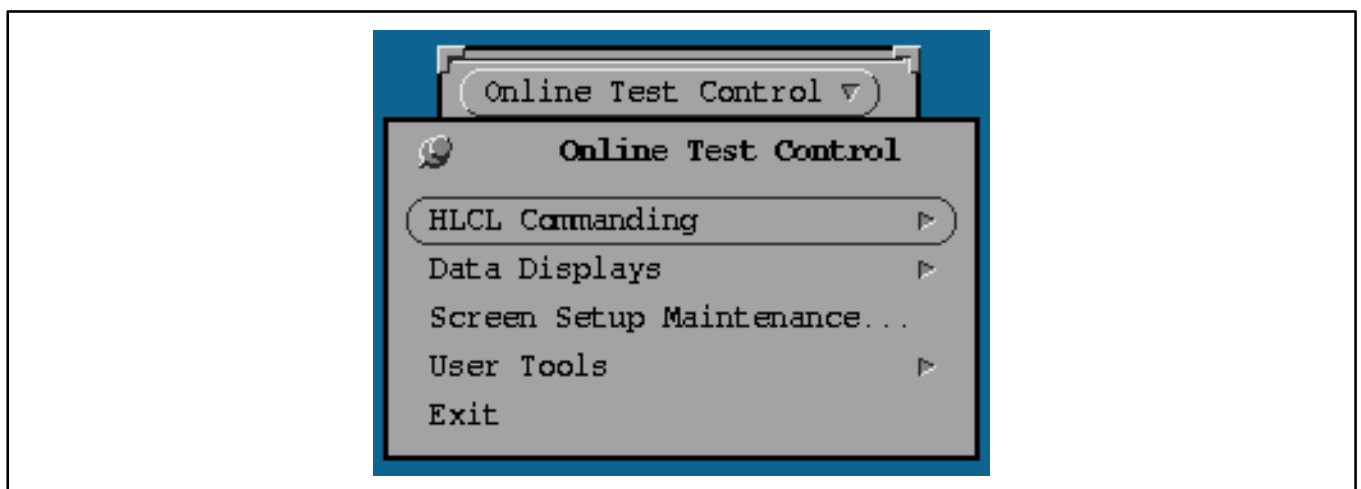 Online Test Control
Online Test Control
HLCL Commanding
Data Displays
Screen Setup Maintenance...
User Tools
Exit